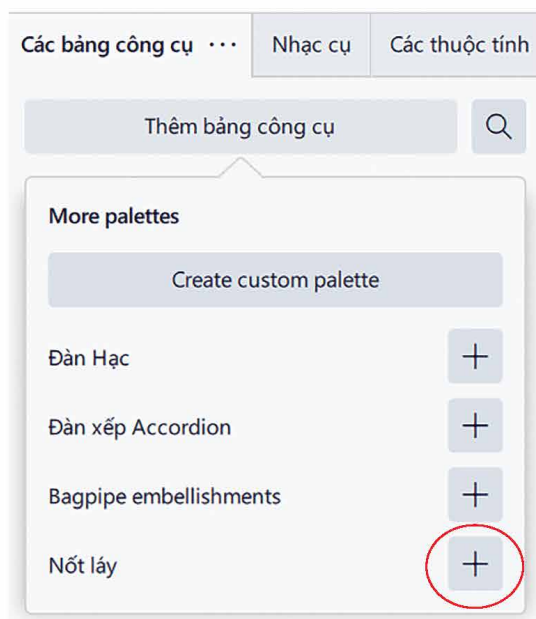 Các bảng công cụ ··· Nhạc cụ Các thuộc tính
Thêm bảng công cụ
More palettes
Create custom palette
Đàn Hạc
Đàn xếp Accordion
Bagpipe embellishments
Nốt láy